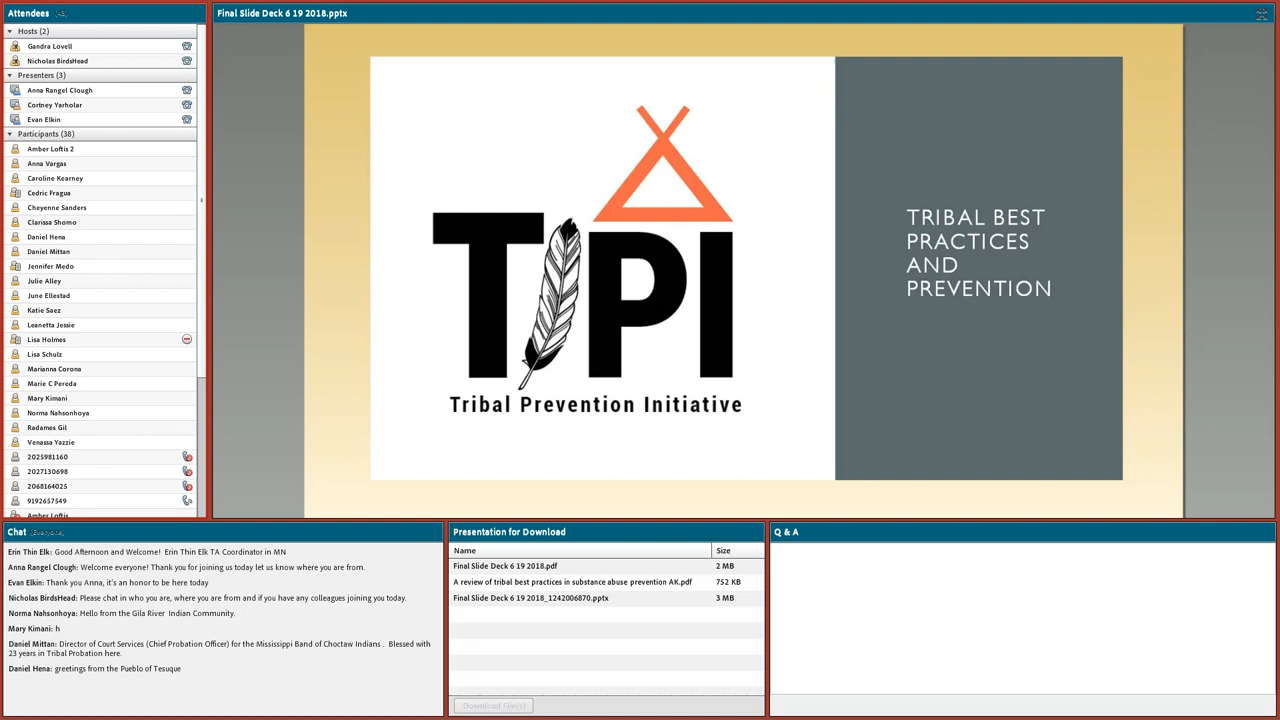 Attendees (43)
Hosts (2)
Gandra Lovell
Nicholas BirdsHead
Presenters (3)
Anna Rangel Clough
Cortney Yarholar
Evan Elkin
Participants (38)
Amber Loftis 2
Anna Vargas
Caroline Kearney
Cedric Fragua
Cheyenne Sanders
Clarissa Shomo
Daniel Hena
Daniel Mittan
Jennifer Medo
Julie Alley
June Ellestad
Katie Saez
Leanetta Jessie
Lisa Holmes
Lisa Schulz
Marianna Corona
Marie C Pereda
Mary Kimani
Norma Nahsonhoya
Radames Gil
Venassa Yazzie
2025981160
2027130698
2068164025
9192657549
Amber Loftis
Final Slide Deck 6 19 2018.pptx
TIPI
Tribal Prevention Initiative
TRIBAL BEST
PRACTICES
AND
PREVENTION
Chat (Everyone)
Erin Thin Elk: Good Afternoon and Welcome! Erin Thin Elk TA Coordinator in MN
Anna Rangel Clough: Welcome everyone! Thank you for joining us today let us know where you are from.
Evan Elkin: Thank you Anna, it's an honor to be here today
Nicholas BirdsHead: Please chat in who you are, where you are from and if you have any colleagues joining you today.
Norma Nahsonhoya: Hello from the Gila River Indian Community.
Mary Kimani: h
Daniel Mittan: Director of Court Services (Chief Probation Officer) for the Mississippi Band of Choctaw Indians . Blessed with
23 years in Tribal Probation here.
Daniel Hena: greetings from the Pueblo of Tesuque
Presentation for Download
Name Size
Final Slide Deck 6 19 2018.pdf 2 MB
A review of tribal best practices in substance abuse prevention AK.pdf 752 KB
Final Slide Deck 6 19 2018_1242006870.pptx 3 MB
Download File(s)
Q & A